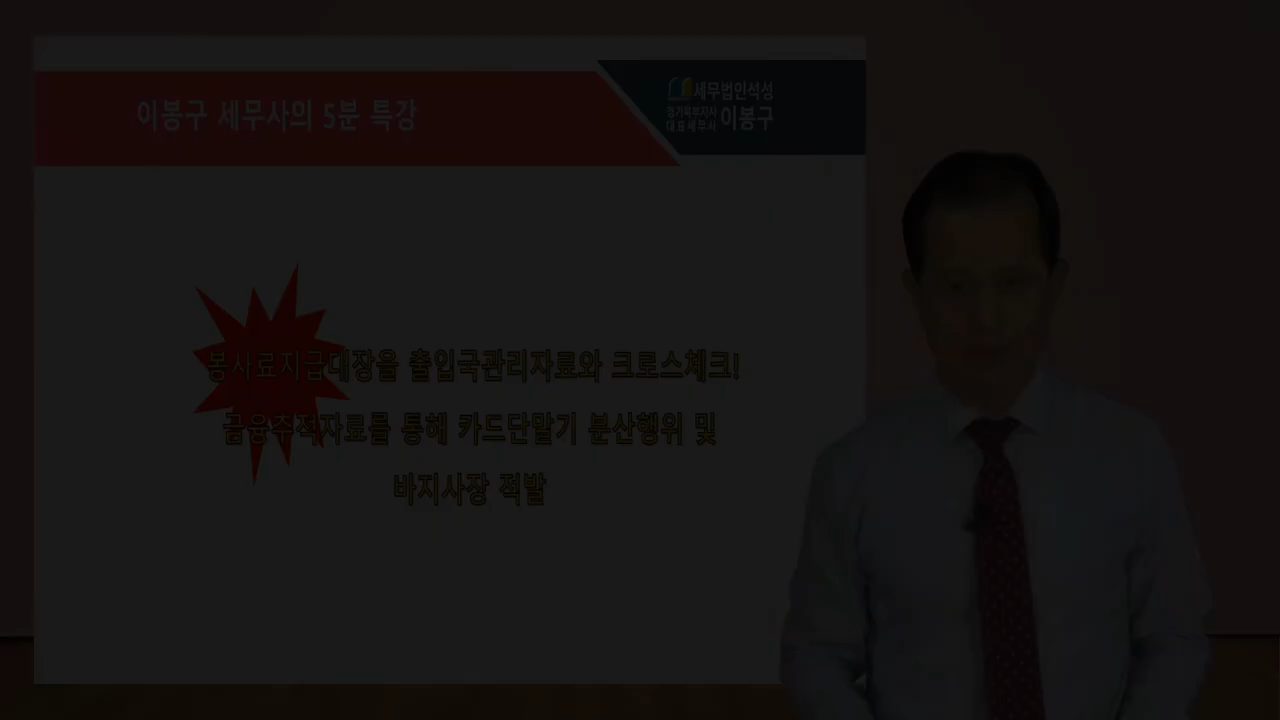 이봉구 세무사의 5분 특강
세무법인석성
경기북부지사
대표세무사
이봉구
봉사료지급대장을 출입국관리자료와 크로스체크!
금융추적자료를 통해 카드단말기 분산행위 및
바지사장 적발